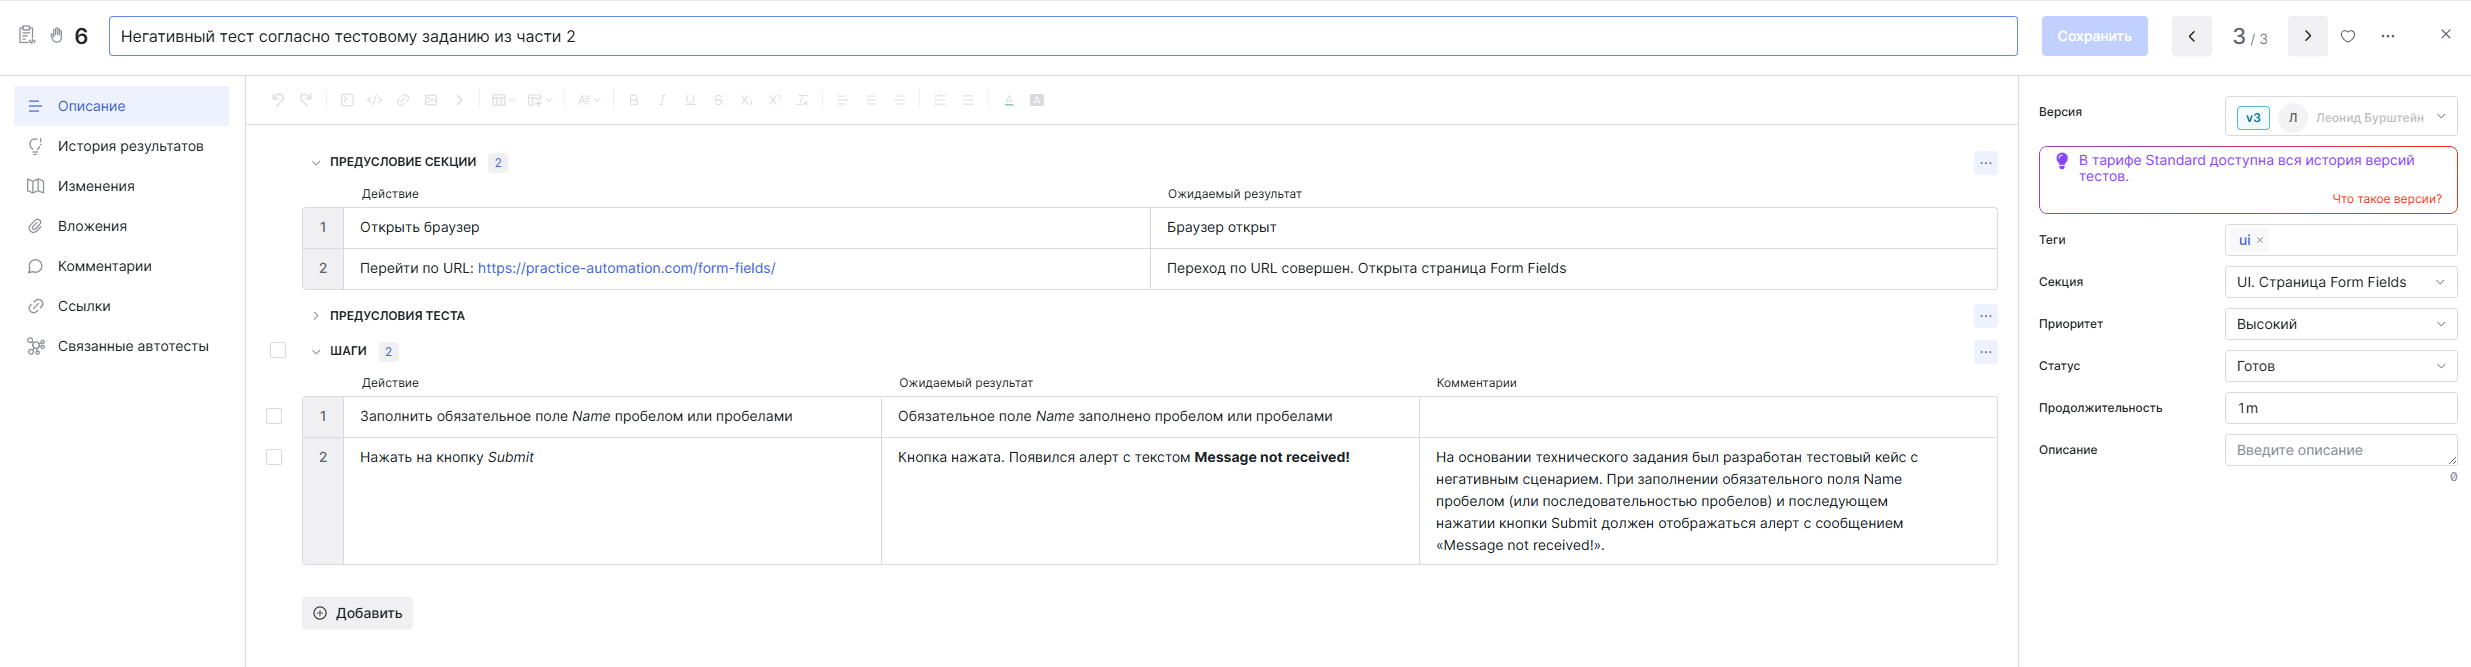 6
Негативный тест согласно тестовому заданию из части 2
Сохранить
3 / 3
Описание
История результатов
Изменения
Вложения
Комментарии
Ссылки
Связанные автотесты
ПРЕДУСЛОВИЕ СЕКЦИИ 2
Действие Ожидаемый результат
1 Открыть браузер Браузер открыт
2 Перейти по URL: https://practice-automation.com/form-fields/ Переход по URL совершен. Открыта страница Form Fields
ПРЕДУСЛОВИЯ ТЕСТА
ШАГИ 2
Действие Ожидаемый результат Комментарии
1 Заполнить обязательное поле Name пробелом или пробелами Обязательное поле Name заполнено пробелом или пробелами
2 Нажать на кнопку Submit Кнопка нажата. Появился алерт с текстом Message not received!
На основании технического задания был разработан тестовый кейс с
негативным сценарием. При заполнении обязательного поля Name
пробелом (или последовательностью пробелов) и последующем
нажатии кнопки Submit должен отображаться алерт с сообщением
«Message not received!».
Добавить
Версия v3 Л Леонид Бурштейн
В тарифе Standard доступна вся история версий
тестов.
Что такое версии?
Теги ui ×
Секция UI. Страница Form Fields
Приоритет Высокий
Статус Готов
Продолжительность 1m
Описание Введите описание
0